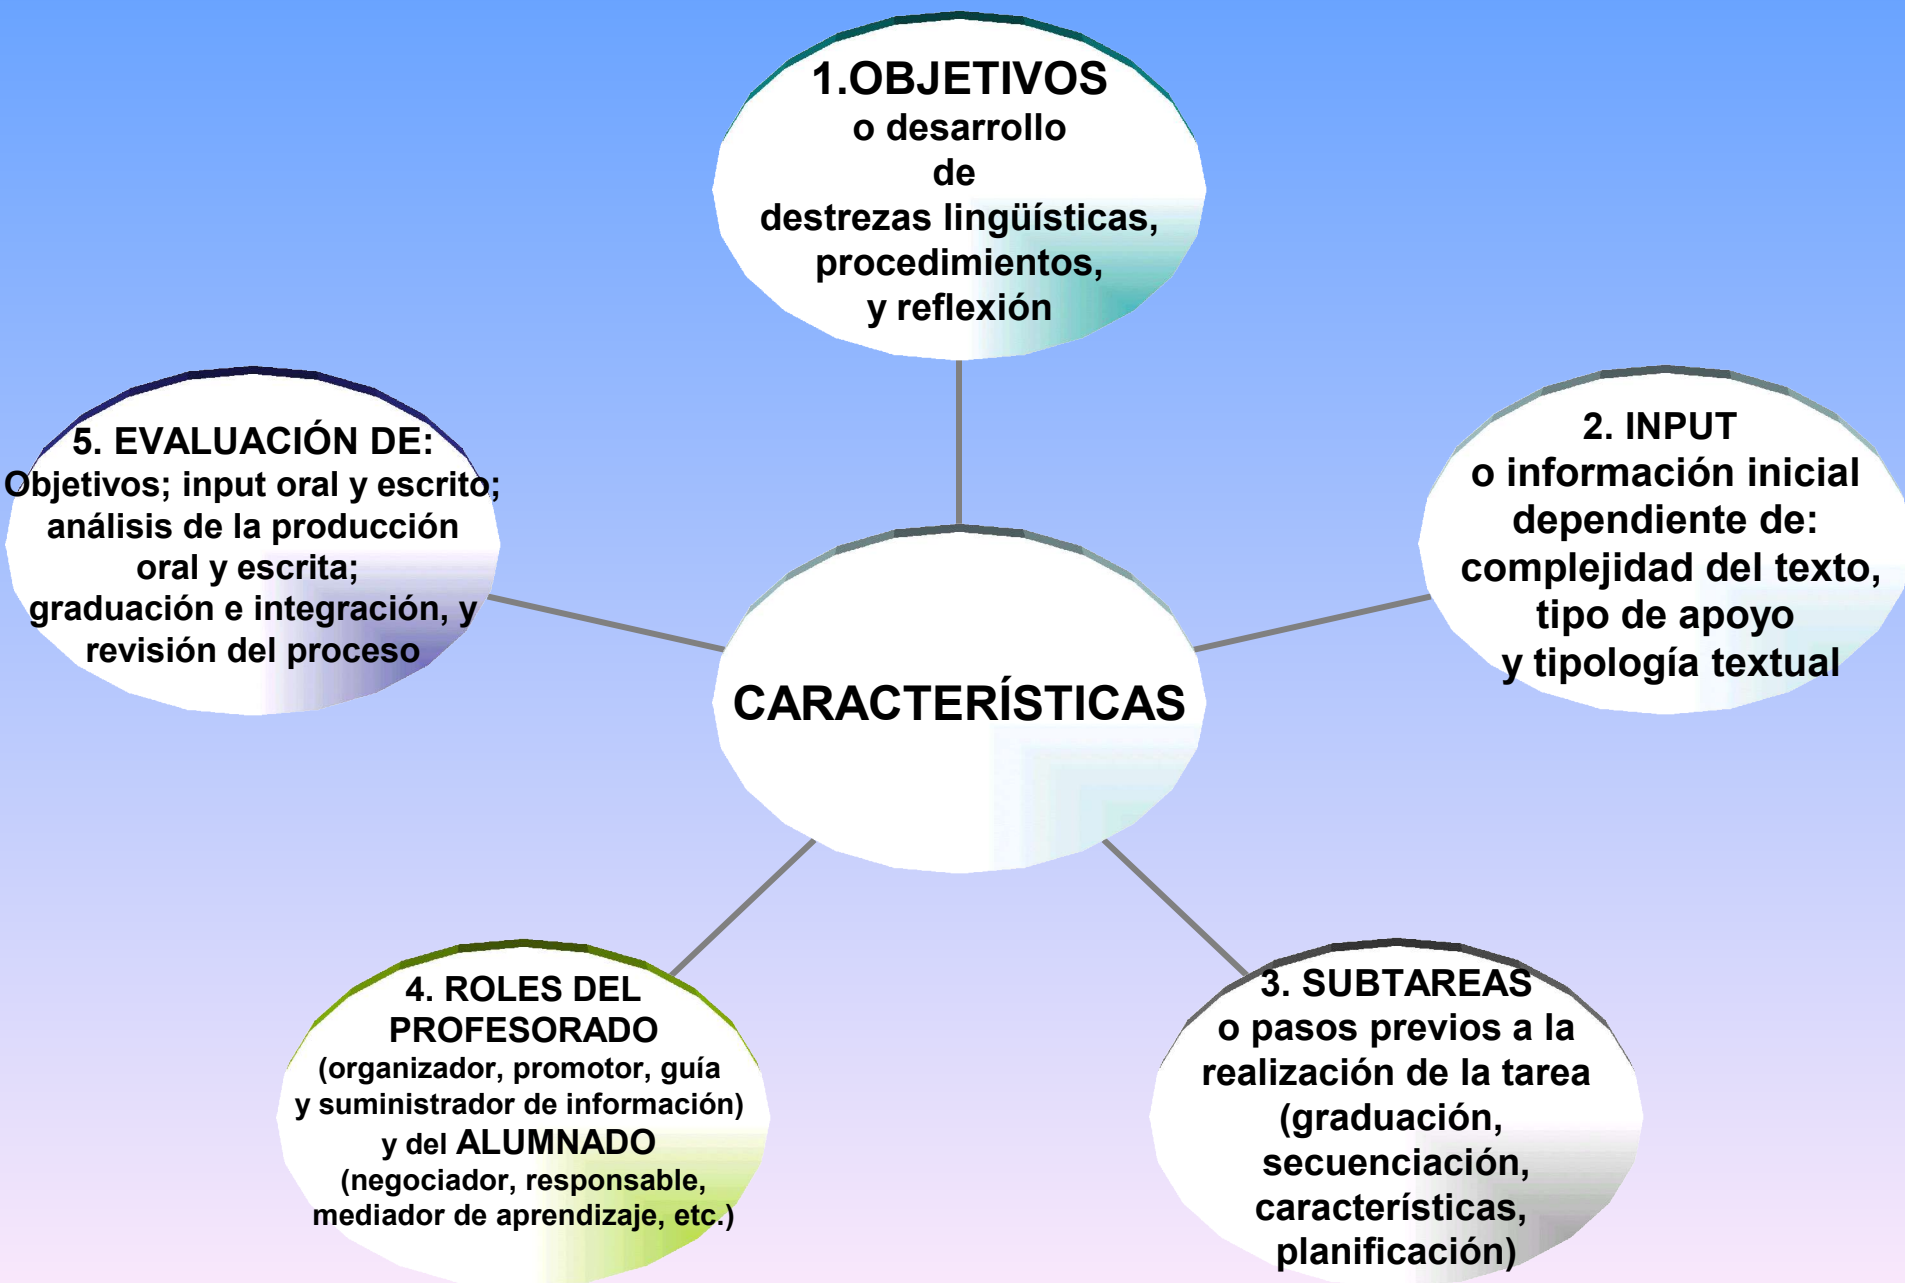 1.OBJETIVOS
o desarrollo
de
destrezas lingüísticas,
procedimientos,
y reflexión
2. INPUT
o información inicial
dependiente de:
complejidad del texto,
tipo de apoyo
y tipología textual
3. SUBTAREAS
o pasos previos a la
realización de la tarea
(graduación,
secuenciación,
características,
planificación)
4. ROLES DEL
PROFESORADO
(organizador, promotor, guía
y suministrador de información)
y del ALUMNADO
(negociador, responsable,
mediador de aprendizaje, etc.)
5. EVALUACIÓN DE:
Objetivos; input oral y escrito;
análisis de la producción
oral y escrita;
graduación e integración, y
revisión del proceso
CARACTERÍSTICAS